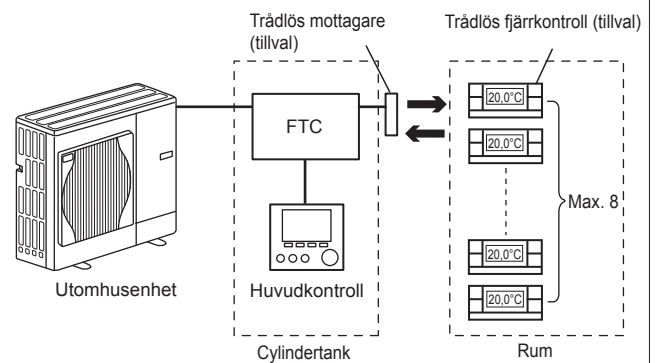 Trådlös mottagare
(tillval)
Trådlös fjärrkontroll (tillval)
FTC
20,0°C
20,0°C
Max. 8
20,0°C
20,0°C
Utomhusenhet
Huvudkontroll
Cylindertank
Rum